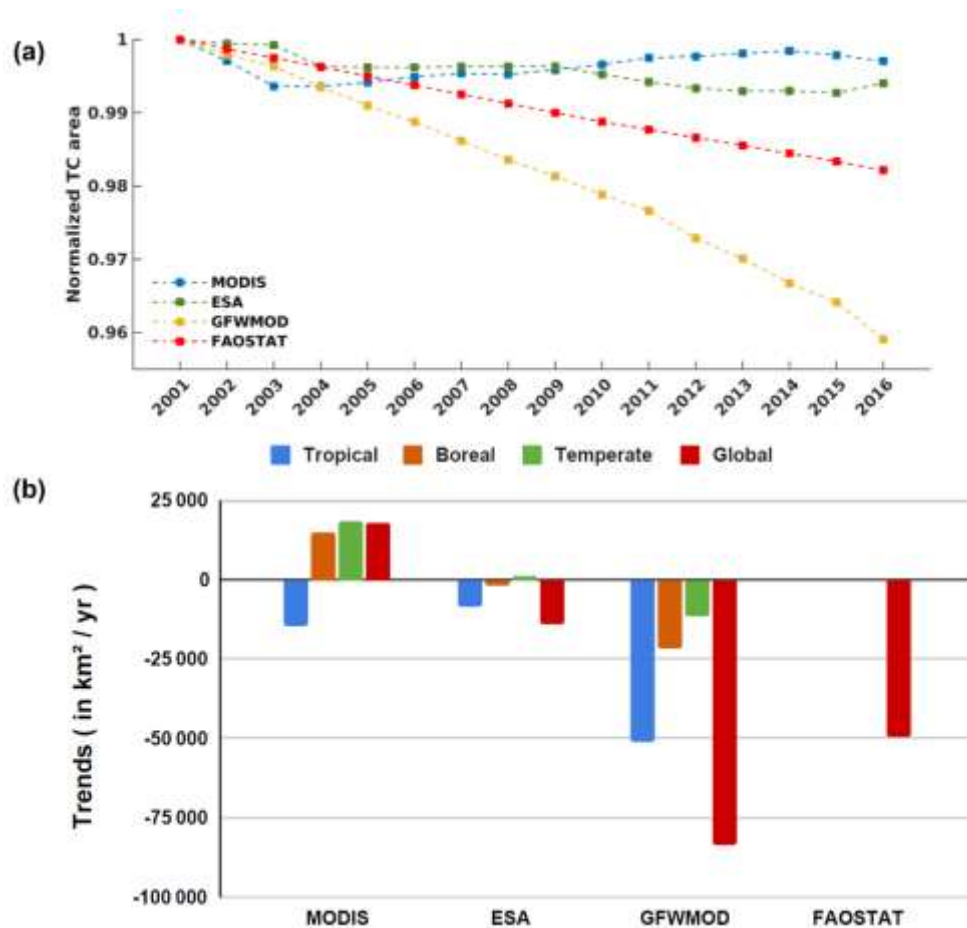 (a)
Normalized TC area
1
0.99
0.98
0.97
0.96
MODIS
ESA
GFWMOD
FAOSTAT
2001 2002 2003 2004 2005 2006 2007 2008 2009 2010 2011 2012 2013 2014 2015 2016
Tropical Boreal Temperate Global
(b)
Trends ( in km² / yr )
25 000
0
-25 000
-50 000
-75 000
-100 000
MODIS ESA GFWMOD FAOSTAT